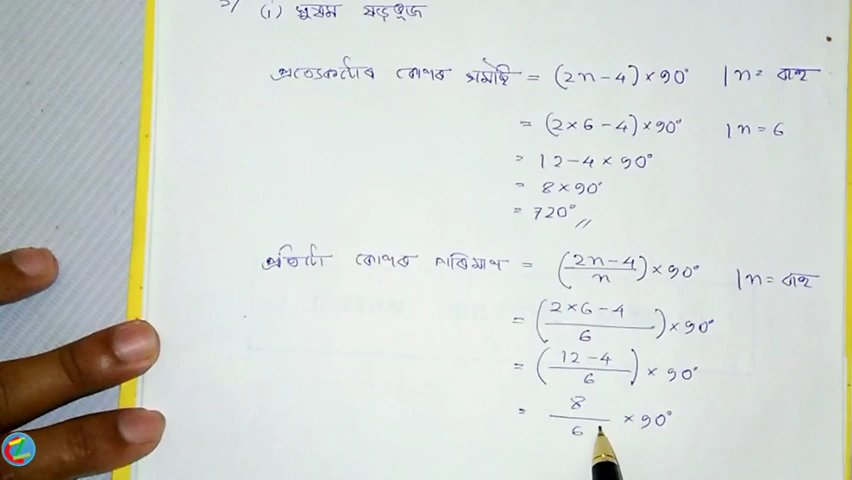 (i) সুষম ষড়ভূজ
প্ৰত্যেকটোৰ কোণৰ সমষ্টি = (2n-4)×90° | n = বাহু
= (2×6-4)×90° | n = 6
= 12-4×90°
= 8×90°
= 720° //
প্ৰতিটো কোণৰ পৰিমাণ = (2n-4/n)×90° | n = বাহু
= (2×6-4/6)×90°
= (12-4/6)×90°
= 8/6 ×90°